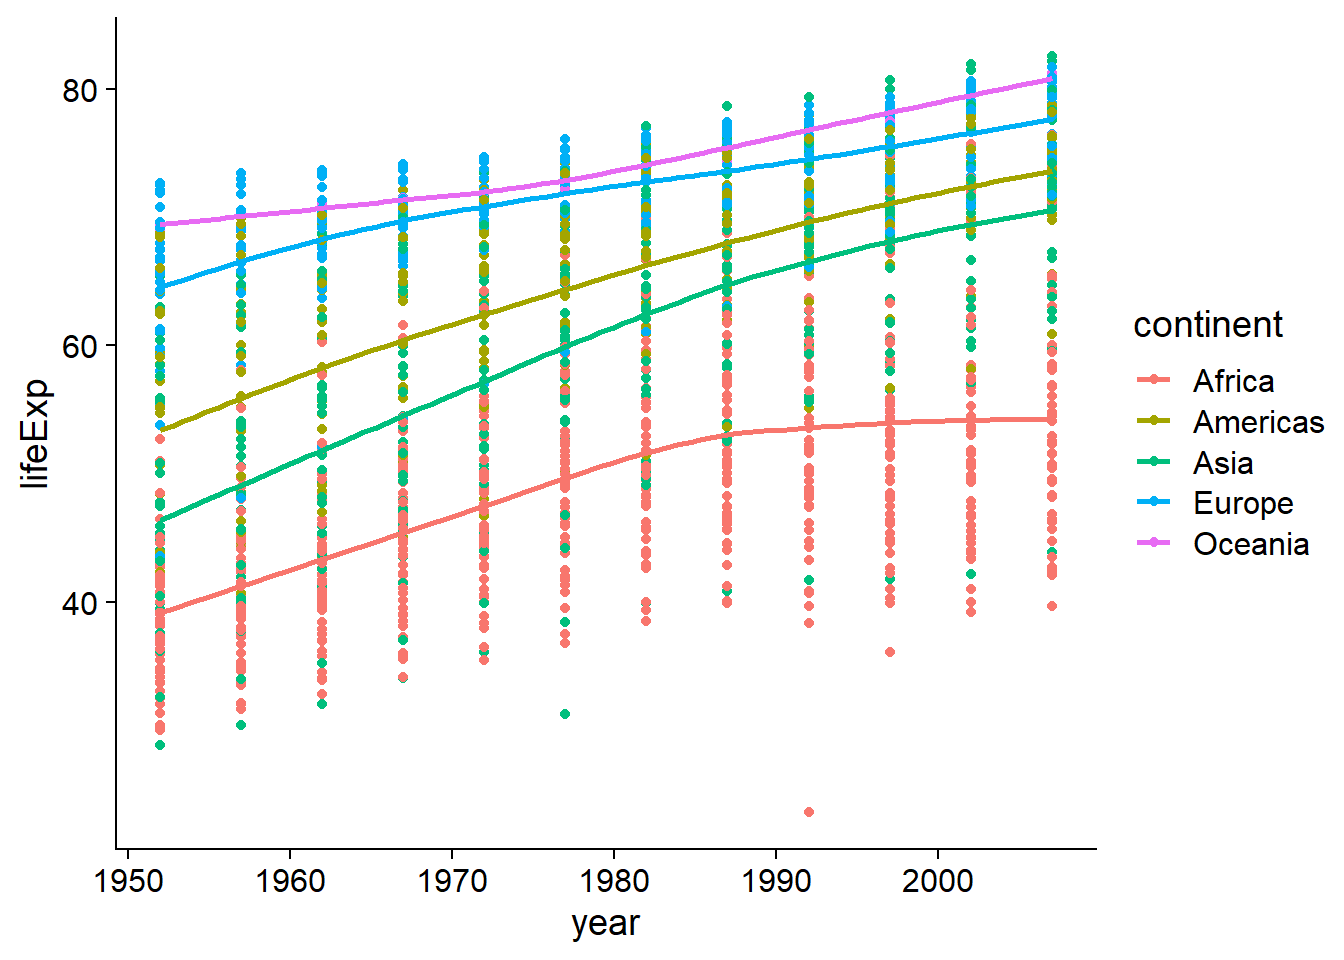 80
60
40
lifeExp
1950 1960 1970 1980 1990 2000
year
continent
Africa
Americas
Asia
Europe
Oceania